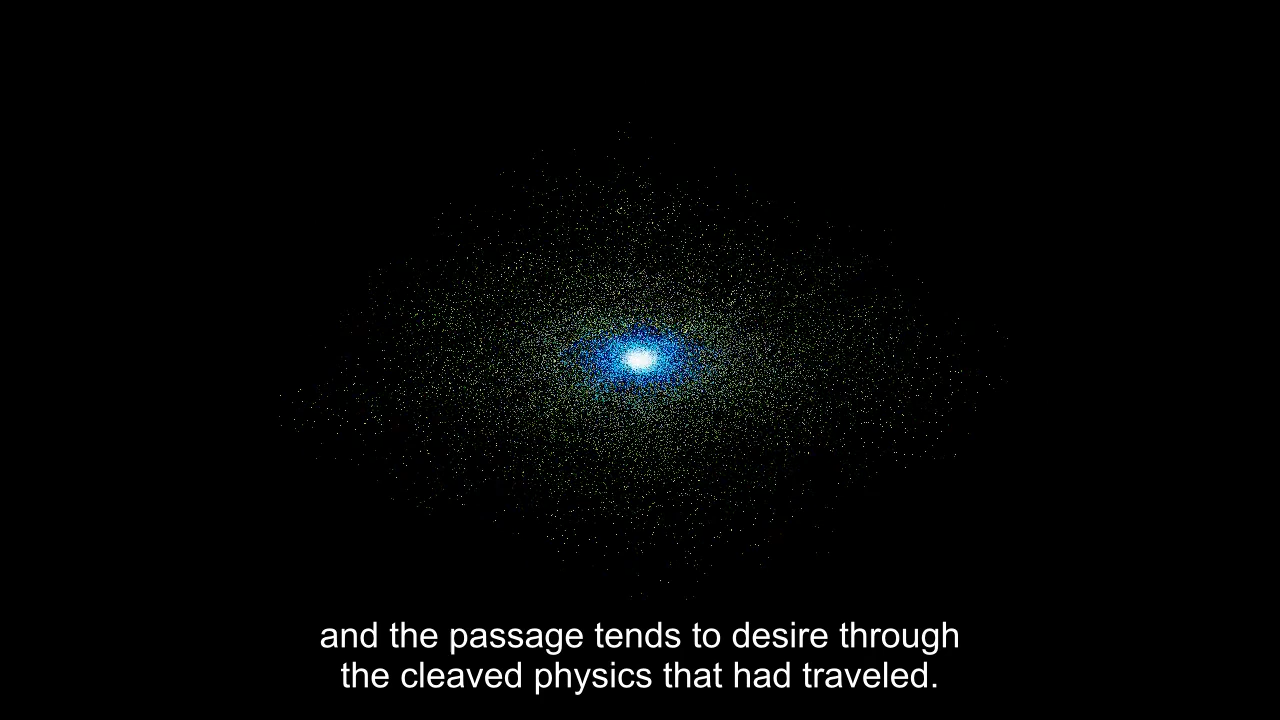 and the passage tends to desire through
the cleaved physics that had traveled.